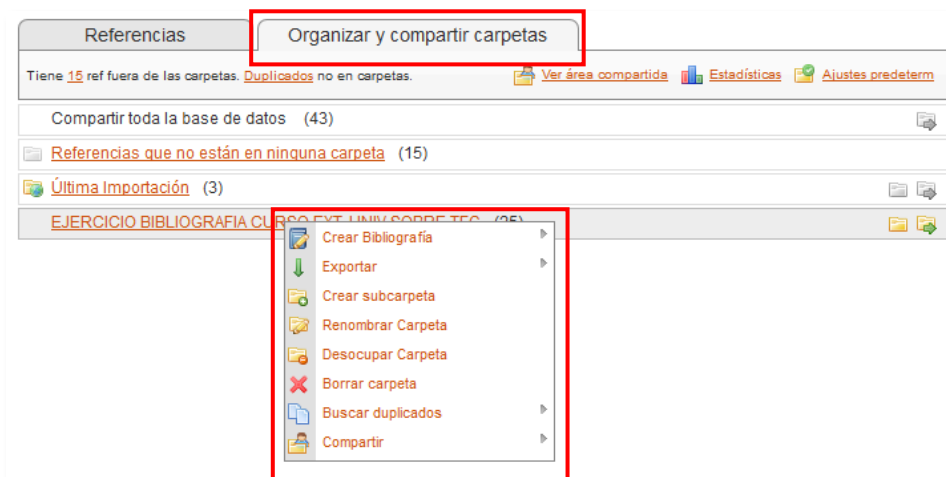 Referencias
Organizar y compartir carpetas
Tiene 15 ref fuera de las carpetas. Duplicados no en carpetas.
Ver área compartida
Estadísticas
Ajustes predeterm
Compartir toda la base de datos (43)
Referencias que no están en ninguna carpeta (15)
Última Importación (3)
EJERCICIO BIBLIOGRAFIA CURSO EXT. UNIV SOBRE TFG (25)
Crear Bibliografía
Exportar
Crear subcarpeta
Renombrar Carpeta
Desocupar Carpeta
Borrar carpeta
Buscar duplicados
Compartir